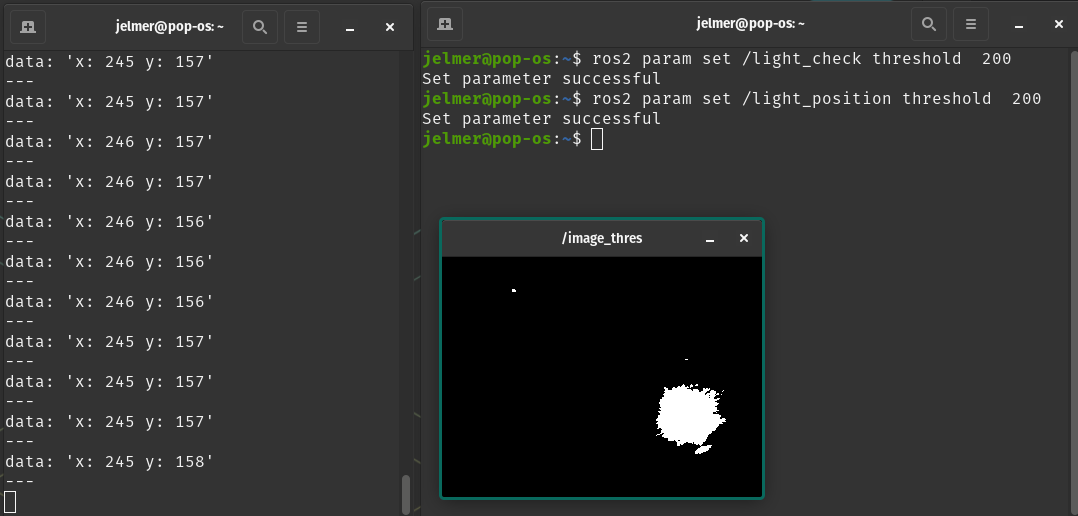 jelmer@pop-os: ~
data: 'x: 245 y: 157'
---
data: 'x: 245 y: 157'
---
data: 'x: 246 y: 157'
---
data: 'x: 246 y: 157'
---
data: 'x: 246 y: 156'
---
data: 'x: 246 y: 156'
---
data: 'x: 246 y: 156'
---
data: 'x: 245 y: 157'
---
data: 'x: 245 y: 157'
---
data: 'x: 245 y: 157'
---
data: 'x: 245 y: 158'
---
jelmer@pop-os: ~
jelmer@pop-os:~$ ros2 param set /light_check threshold  200
Set parameter successful
jelmer@pop-os:~$ ros2 param set /light_position threshold  200
Set parameter successful
jelmer@pop-os:~$
/image_thres